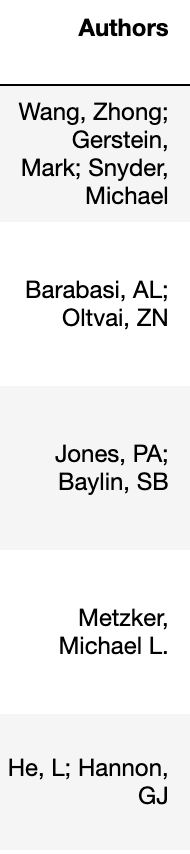 Authors
Wang, Zhong;
Gerstein,
Mark; Snyder,
Michael
Barabasi, AL;
Oltvai, ZN
Jones, PA;
Baylin, SB
Metzker,
Michael L.
He, L; Hannon,
GJ